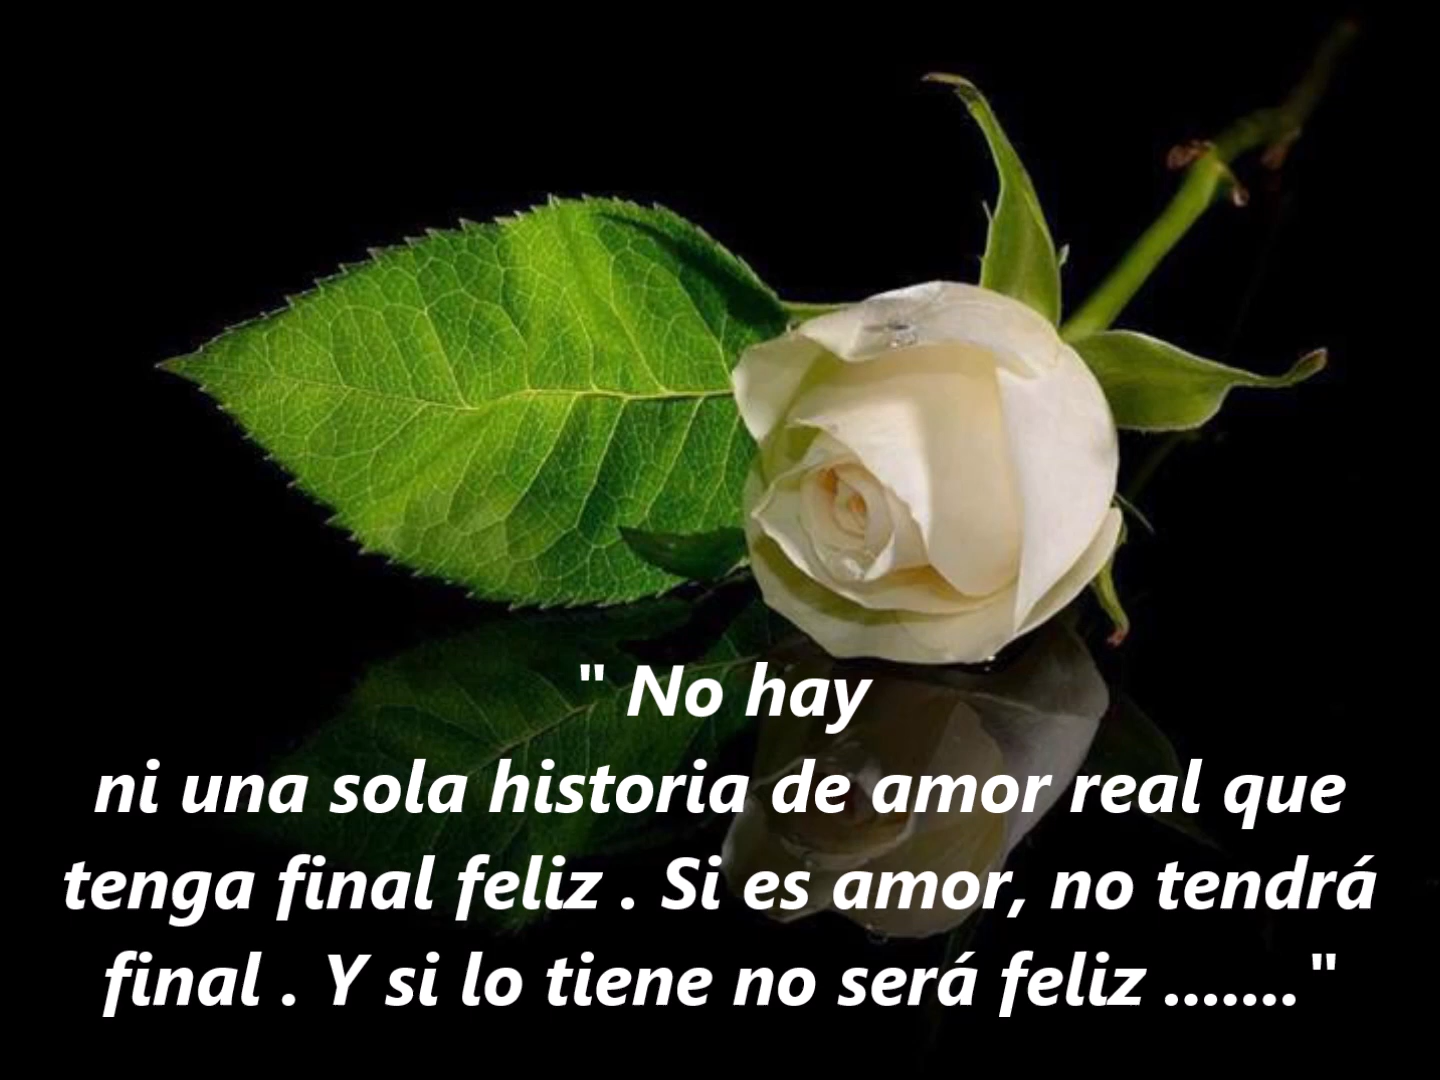 " No hay
ni una sola historia de amor real que
tenga final feliz . Si es amor, no tendrá
final . Y si lo tiene no será feliz ....... "